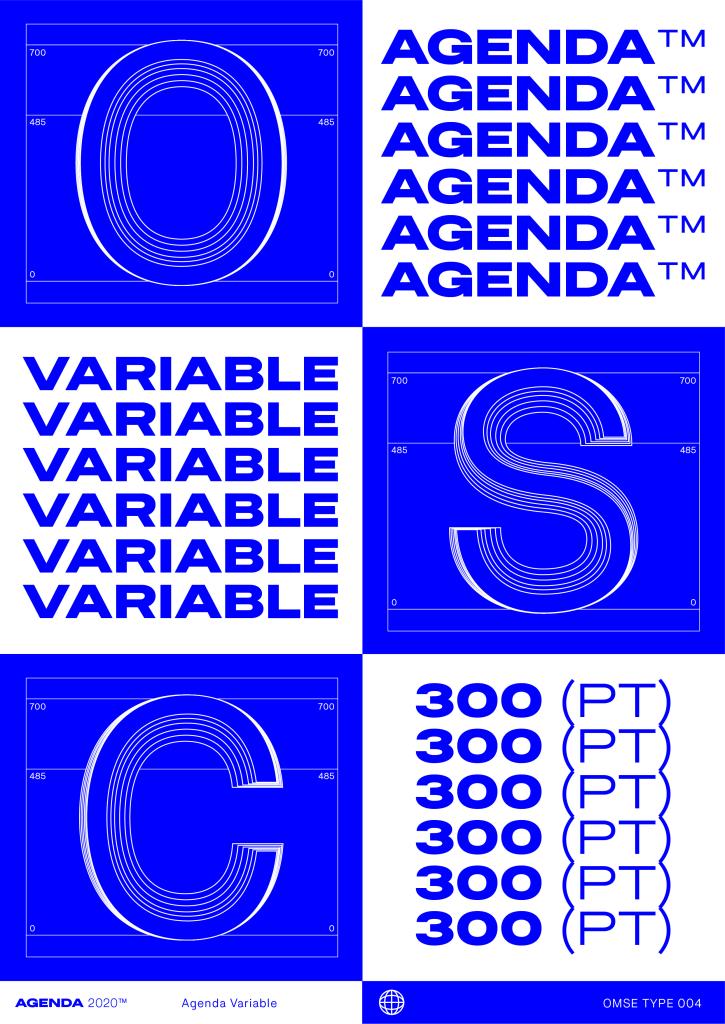 700 700
485 485
O
0 0
AGENDA™
AGENDA™
AGENDA™
AGENDA™
AGENDA™
AGENDA™
VARIABLE
VARIABLE
VARIABLE
VARIABLE
VARIABLE
VARIABLE
700 700
485 485
S
0 0
700 700
485 485
C
0 0
300 (PT)
300 (PT)
300 (PT)
300 (PT)
300 (PT)
300 (PT)
AGENDA 2020™ Agenda Variable OMSE TYPE 004